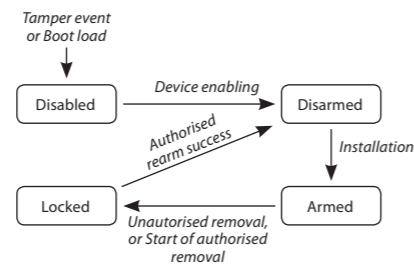 Tamper event
or Boot load
Device enabling
Disabled
Disarmed
Authorised
rearm success
Installation
Locked
Armed
Unautorised removal,
or Start of authorised
removal